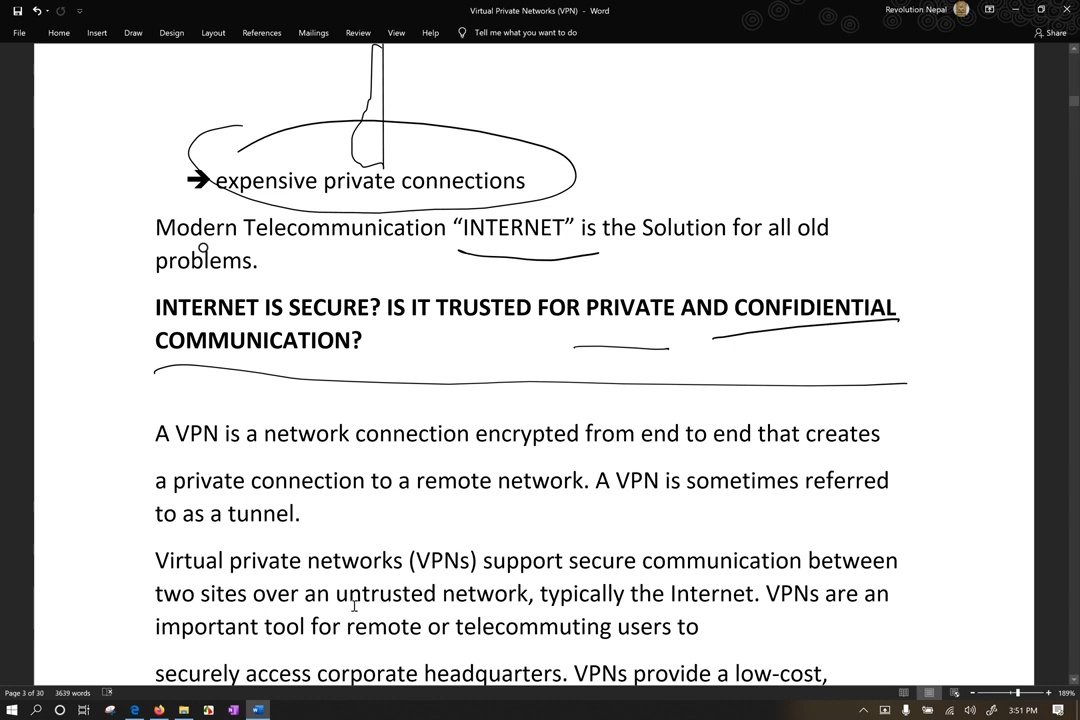 Virtual Private Networks (VPN) - Word
Revolution Nepal
File Home Insert Draw Design Layout References Mailings Review View Help Tell me what you want to do Share
➔ expensive private connections
Modern Telecommunication “INTERNET” is the Solution for all old
problems.
INTERNET IS SECURE? IS IT TRUSTED FOR PRIVATE AND CONFIDIENTIAL
COMMUNICATION?
A VPN is a network connection encrypted from end to end that creates
a private connection to a remote network. A VPN is sometimes referred
to as a tunnel.
Virtual private networks (VPNs) support secure communication between
two sites over an untrusted network, typically the Internet. VPNs are an
important tool for remote or telecommuting users to
securely access corporate headquarters. VPNs provide a low-cost,
Page 3 of 30 3639 words 189%
3:51 PM